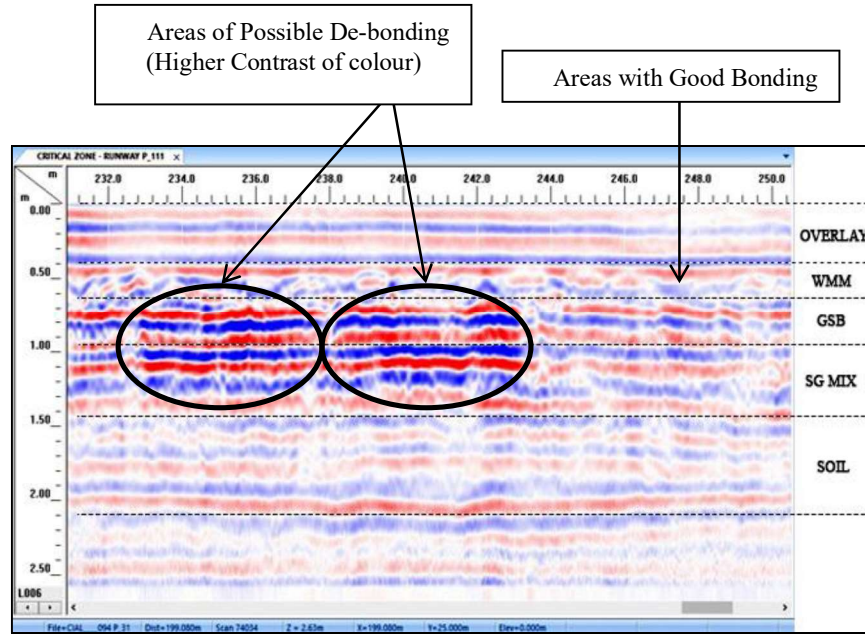 Areas of Possible De-bonding
(Higher Contrast of colour)
Areas with Good Bonding
CRITICAL ZONE - RUNWAY P_111 ×
m
232.0 234.0 236.0 238.0 240.0 242.0 244.0 246.0 248.0 250.0
m
0.00
OVERLAY
0.50
WMM
GSB
1.00
SG MIX
1.50
SOIL
2.00
2.50
L006
File=CIAL 094 P.31 Dist=199.080m Scan 74034 Z = 2.63m X=199.080m Y=25.000m Elev=0.000m